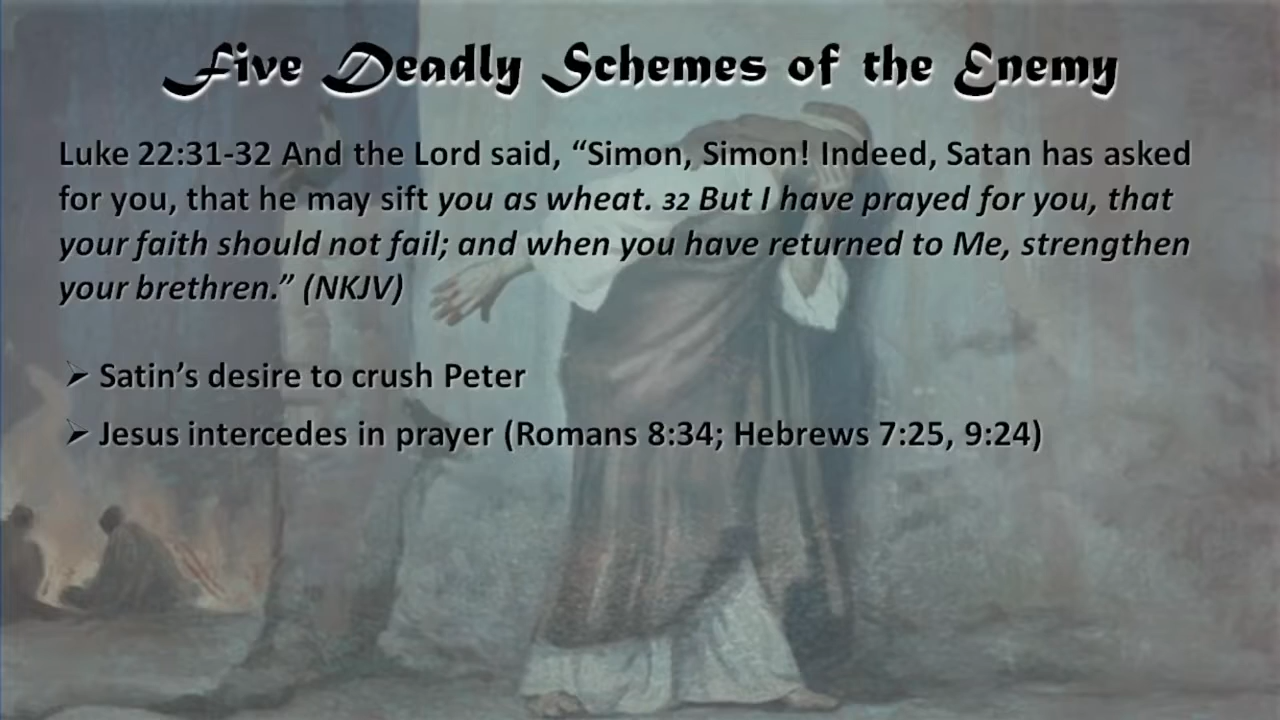 Five Deadly Schemes of the Enemy
Luke 22:31-32 And the Lord said, “Simon, Simon! Indeed, Satan has asked
for you, that he may sift you as wheat. 32 But I have prayed for you, that
your faith should not fail; and when you have returned to Me, strengthen
your brethren.” (NKJV)
➢ Satin’s desire to crush Peter
➢ Jesus intercedes in prayer (Romans 8:34; Hebrews 7:25, 9:24)